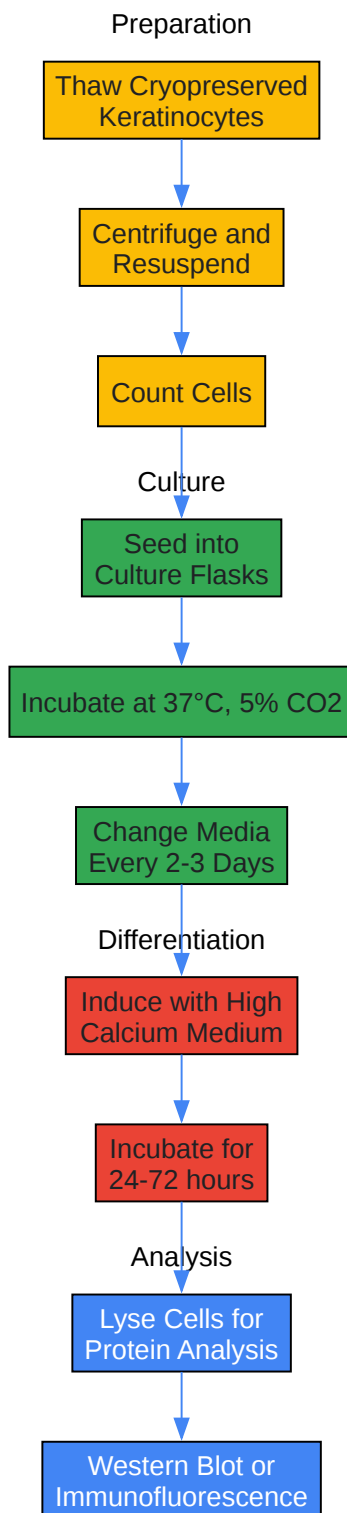 Preparation
Thaw Cryopreserved
Keratinocytes
Centrifuge and
Resuspend
Count Cells
Culture
Seed into
Culture Flasks
Incubate at 37°C, 5% CO2
Change Media
Every 2-3 Days
Differentiation
Induce with High
Calcium Medium
Incubate for
24-72 hours
Analysis
Lyse Cells for
Protein Analysis
Western Blot or
Immunofluorescence